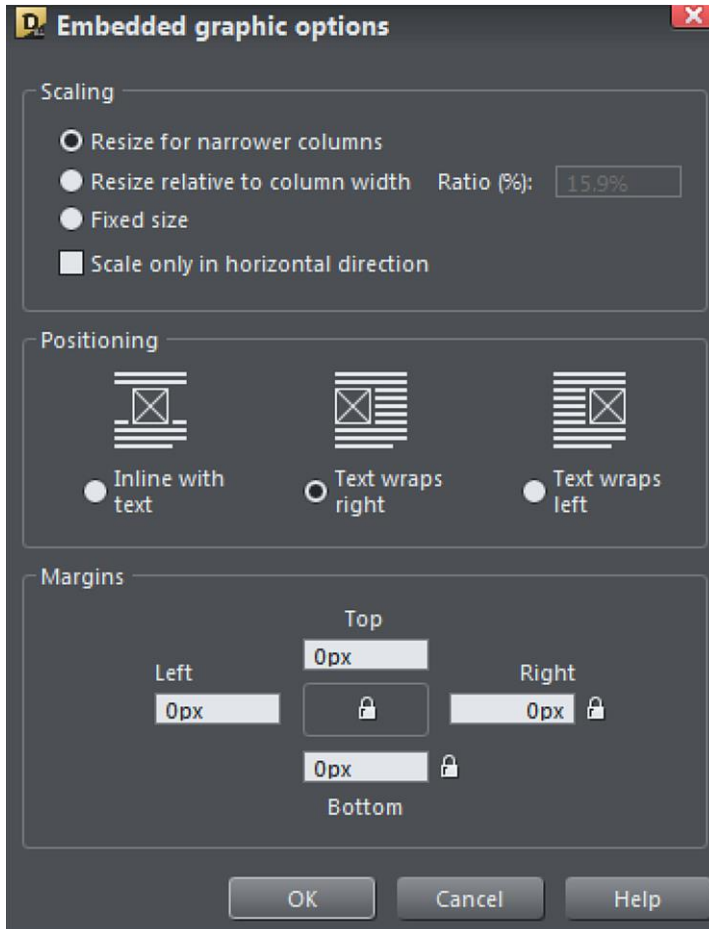 Embedded graphic options
Scaling
Resize for narrower columns
Resize relative to column width Ratio (%): 15.9%
Fixed size
Scale only in horizontal direction
Positioning
Inline with
text
Text wraps
right
Text wraps
left
Margins
Top
0px
Left
0px
Right
0px
0px
Bottom
OK Cancel Help